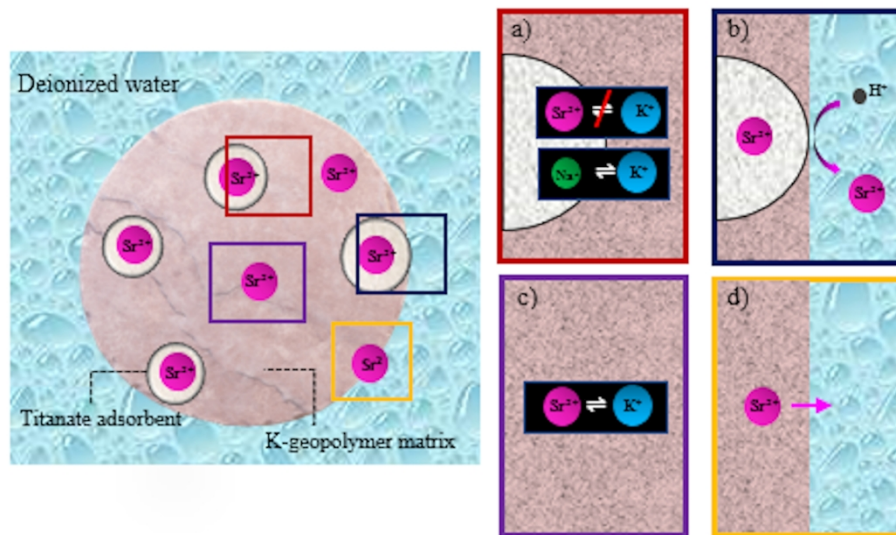 Deionized water
Sr²⁺
Sr²⁺
Sr²⁺
Sr²⁺
Sr²⁺
Sr²
Sr²⁺
Titanate adsorbent
K-geopolymer matrix
a)
Sr²⁺ ⇌ K⁺
Na⁺ ⇌ K⁺
b)
H⁺
Sr²⁺
Sr²⁺
c)
Sr²⁺ ⇌ K⁺
d)
Sr²⁺